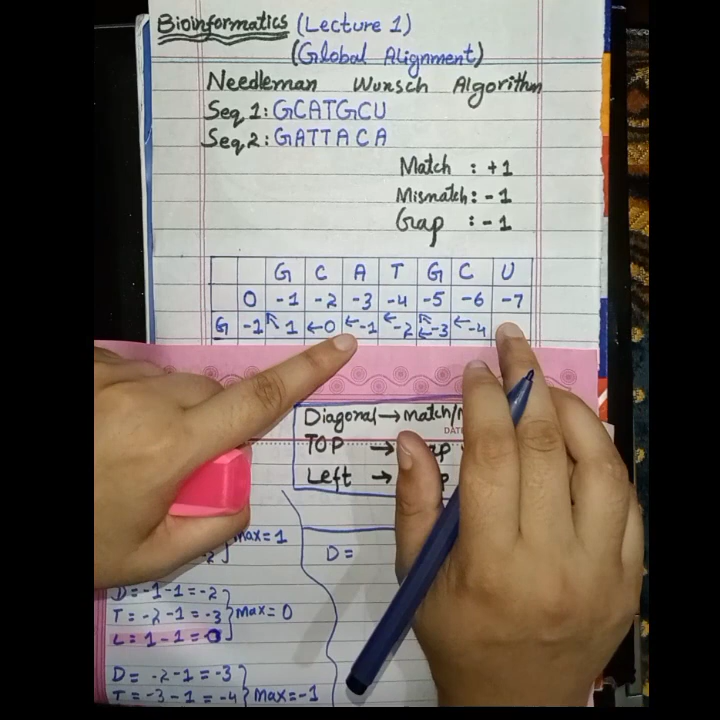 Bioinformatics (Lecture 1)
(Global Alignment)
Needleman Wunsch Algorithm
Seq 1: GCATGCU
Seq 2: GATTACA
Match : +1
Mismatch : -1
Gap : -1
G C A T G C U
0 -1 -2 -3 -4 -5 -6 -7
G -1 ↖ 1 ←0 ←-1 ←-2 ↖←-3 ←-4
Diagonal → Match/
TOP →
Left →
Max = 1
D =
D = -1 -1 = -2
T = -2 -1 = -3 } Max = 0
L = 1 - 1 = 0
D = -2 -1 = -3
T = -3 -1 = -4 } Max = -1